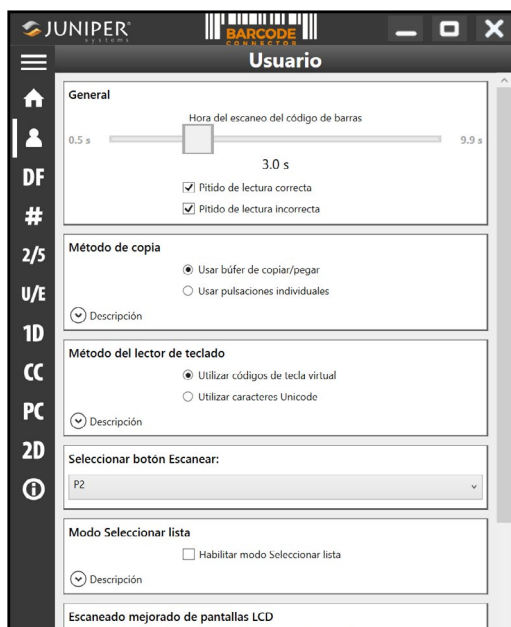 JUNIPER®
systems
BARCODE
CONNECTOR
Usuario
General
Hora del escaneo del código de barras
0.5 s
9.9 s
3.0 s
Pitido de lectura correcta
Pitido de lectura incorrecta
DF
#
2/5
U/E
1D
CC
PC
2D
Método de copia
Usar búfer de copiar/pegar
Usar pulsaciones individuales
Descripción
Método del lector de teclado
Utilizar códigos de tecla virtual
Utilizar caracteres Unicode
Descripción
Seleccionar botón Escanear:
P2
Modo Seleccionar lista
Habilitar modo Seleccionar lista
Descripción
Escaneado mejorado de pantallas LCD